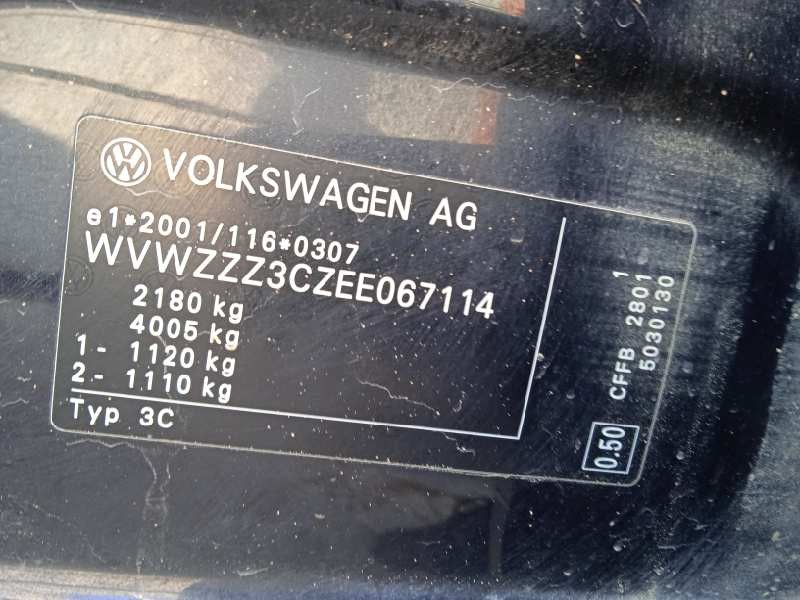 VOLKSWAGEN AG
e1*2001/116*0307
WVWZZZ3CZEE067114
2180 kg
4005 kg
1- 1120 kg
2- 1110 kg
Typ 3C
1
CFFB 2801
5030130
0.50